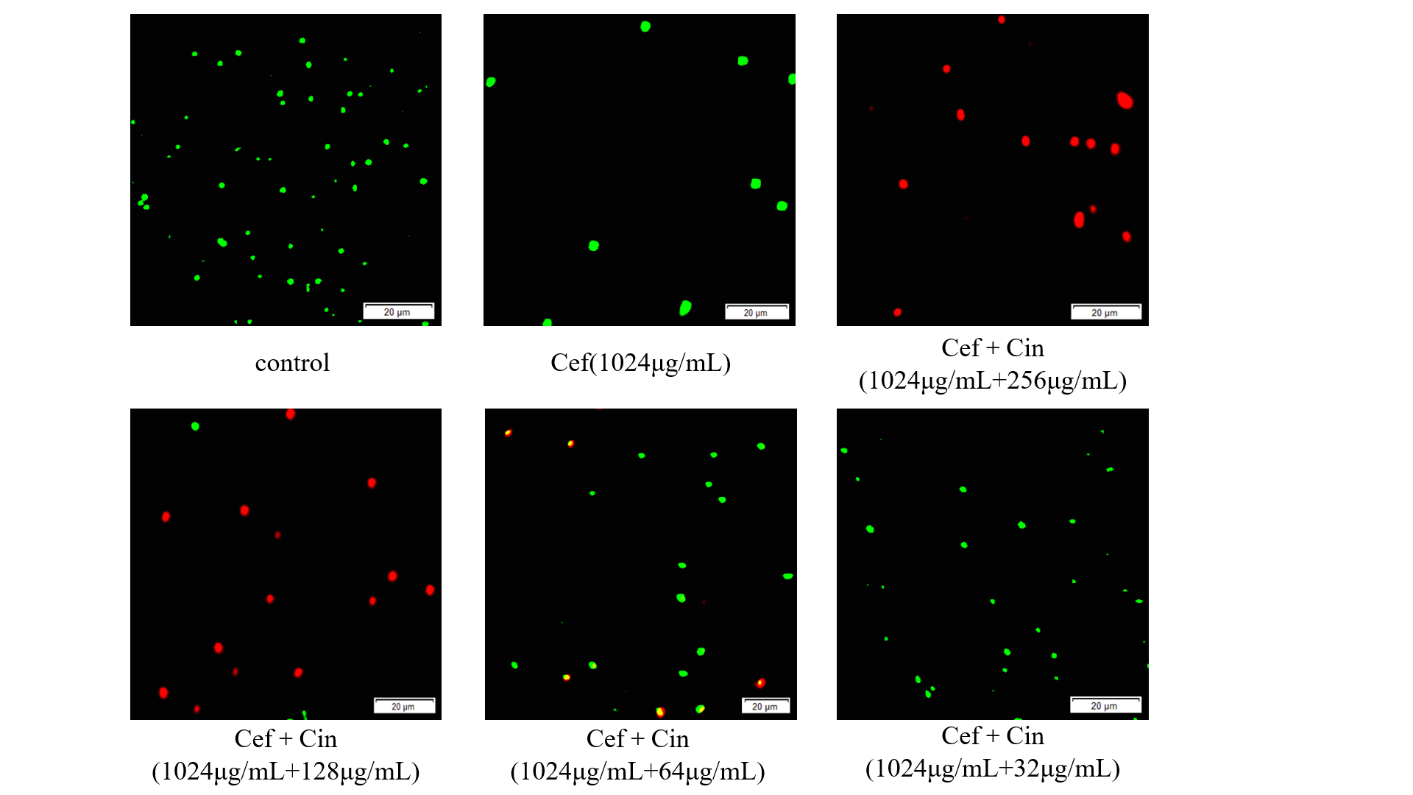 20 µm
20 µm
20 µm
control
Cef(1024μg/mL)
Cef + Cin
(1024μg/mL+256μg/mL)
20 µm
20 µm
20 µm
Cef + Cin
(1024μg/mL+128μg/mL)
Cef + Cin
(1024μg/mL+64μg/mL)
Cef + Cin
(1024μg/mL+32μg/mL)